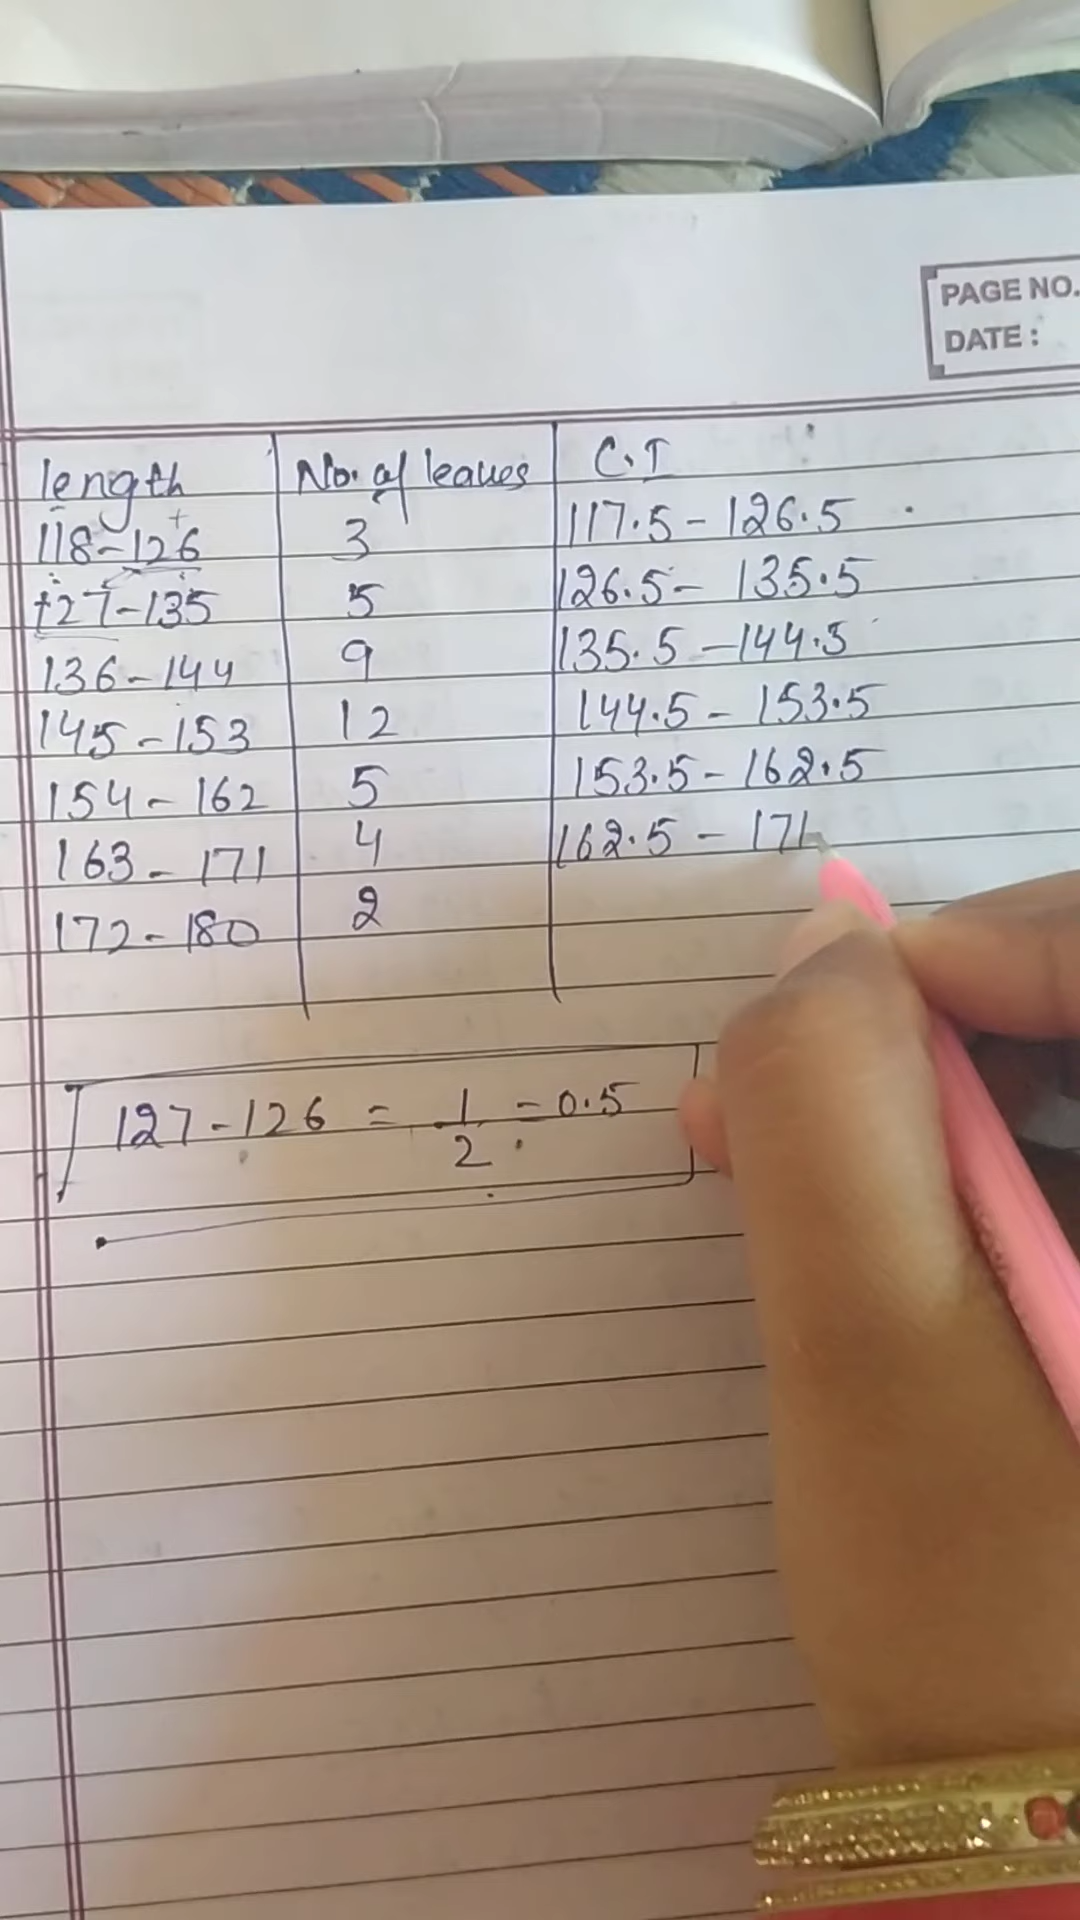 PAGE NO.
DATE :
length No. of leaves C.I
118-126 3 117.5 - 126.5
127-135 5 126.5 - 135.5
136-144 9 135.5 - 144.5
145-153 12 144.5 - 153.5
154-162 5 153.5 - 162.5
163-171 4 162.5 - 171
172-180 2
127-126 = 1/2 = 0.5